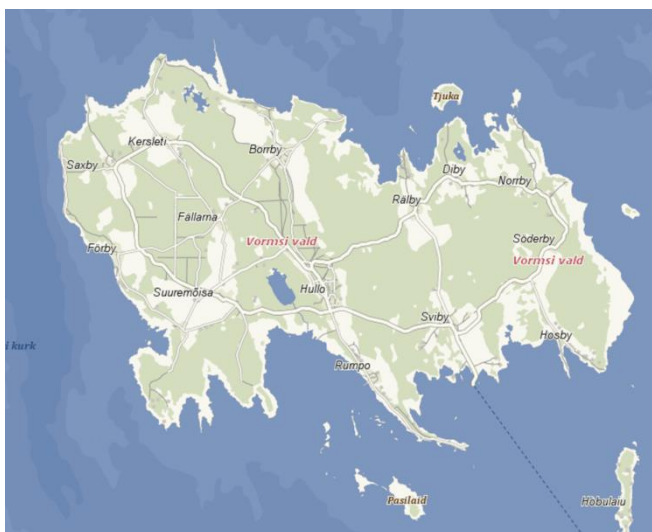 Tjuka
Kersleti
Borrby
Saxby
Diby
Norrby
Rälby
Fällarna
Förby
Vormsi vald
Söderby
Vormsi vald
Hullo
Suuremõisa
Sviby
Hosby
i kurk
Rumpo
Pasilaid
Hobulaiu